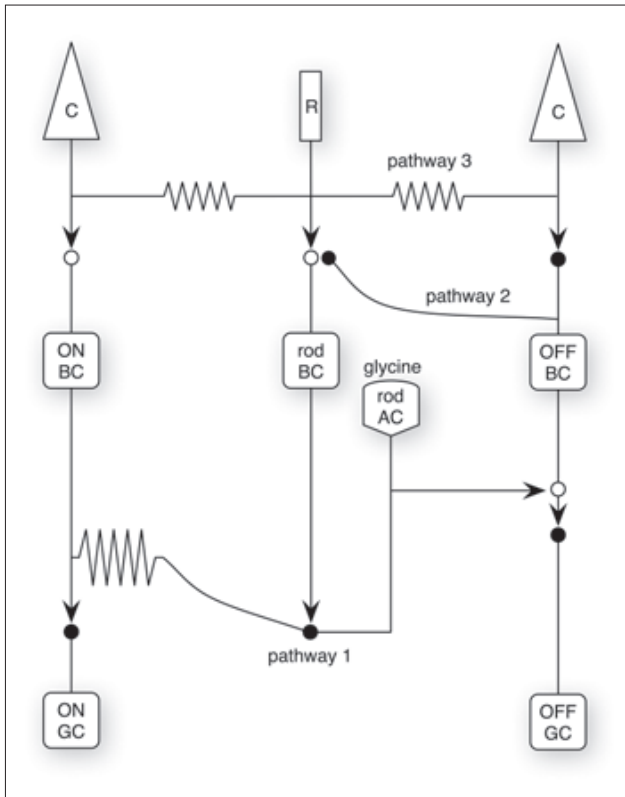 C
R
C
pathway 3
pathway 2
ON
BC
rod
BC
OFF
BC
glycine
rod
AC
pathway 1
ON
GC
OFF
GC